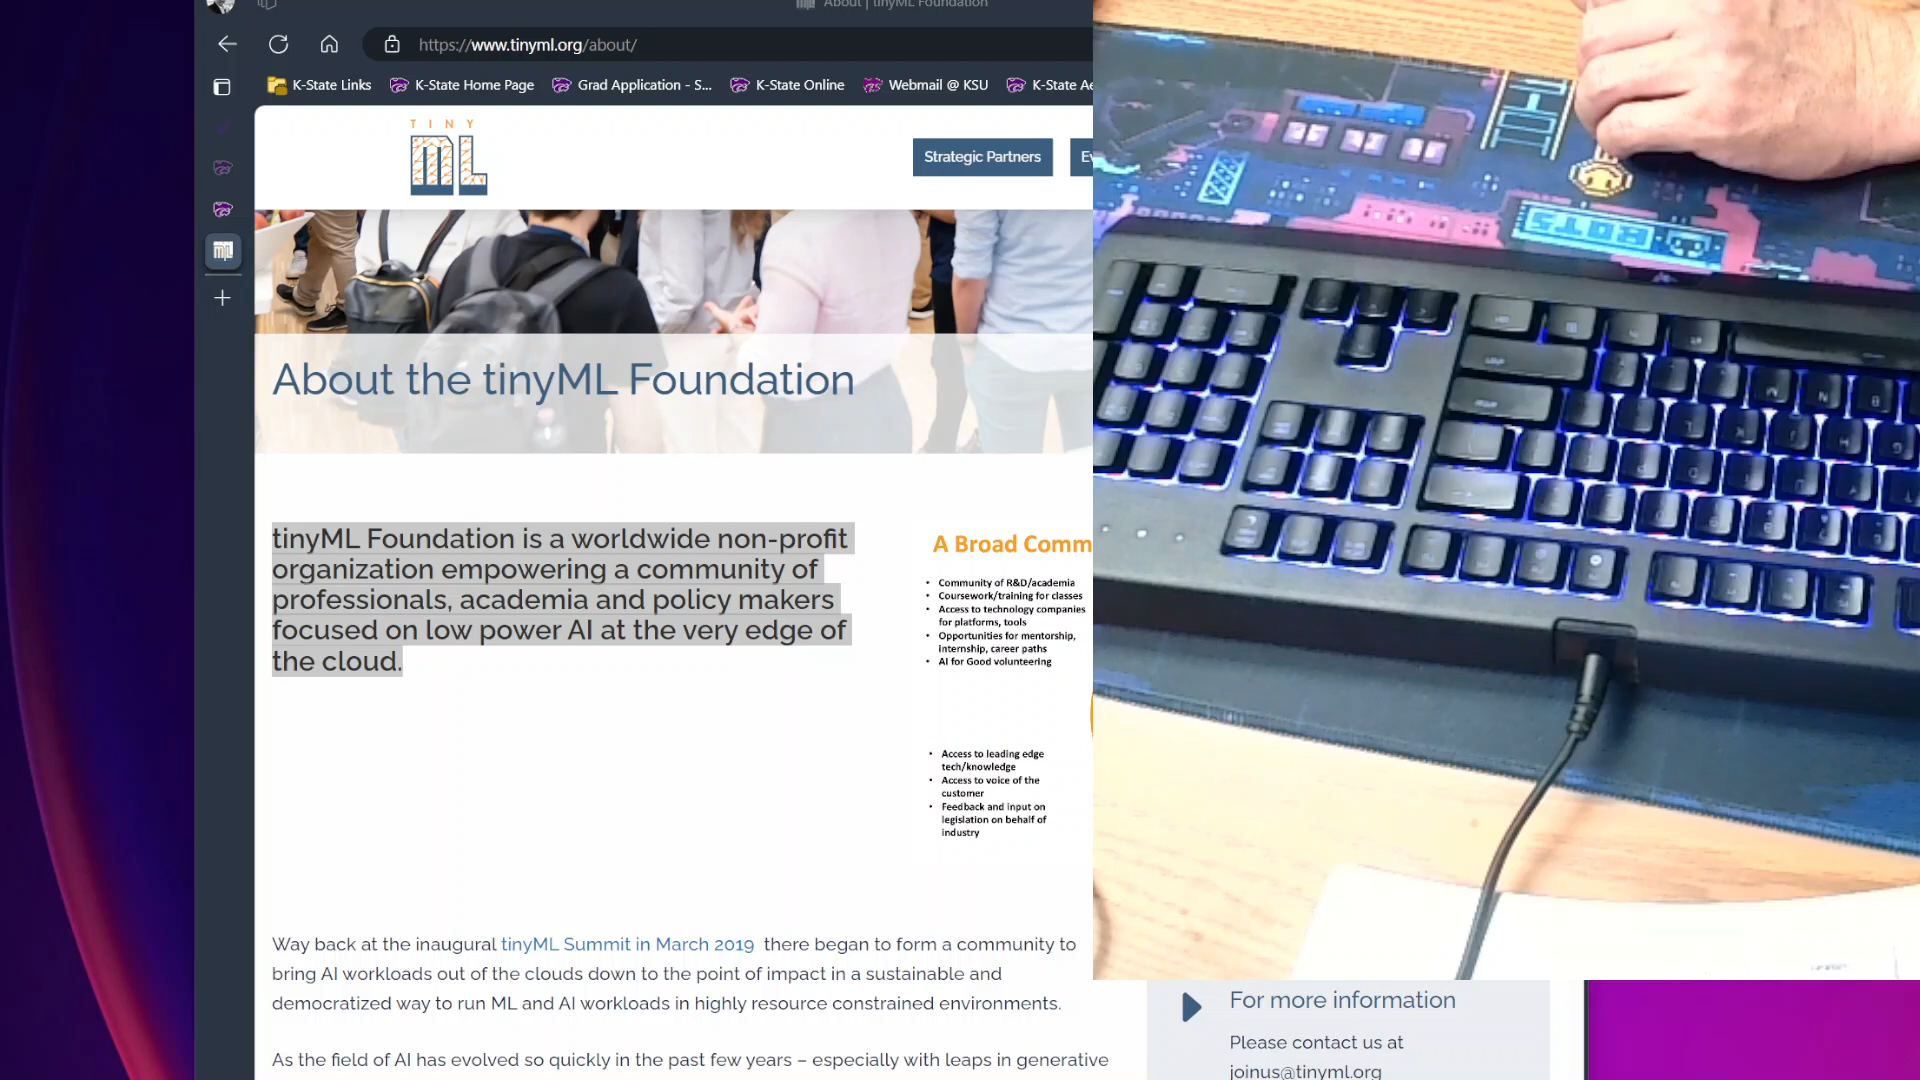 About | tinyML Foundation
https://www.tinyml.org/about/
K-State Links
K-State Home Page
Grad Application - S...
K-State Online
Webmail @ KSU
K-State Ae
TINY
ML
Strategic Partners
Ev
About the tinyML Foundation
tinyML Foundation is a worldwide non-profit
organization empowering a community of
professionals, academia and policy makers
focused on low power AI at the very edge of
the cloud.
A Broad Comm
• Community of R&D/academia
• Coursework/training for classes
• Access to technology companies
for platforms, tools
• Opportunities for mentorship,
internship, career paths
• AI for Good volunteering
• Access to leading edge
tech/knowledge
• Access to voice of the
customer
• Feedback and input on
legislation on behalf of
industry
Way back at the inaugural tinyML Summit in March 2019 there began to form a community to
bring AI workloads out of the clouds down to the point of impact in a sustainable and
democratized way to run ML and AI workloads in highly resource constrained environments.
As the field of AI has evolved so quickly in the past few years – especially with leaps in generative
For more information
Please contact us at
joinus@tinyml.org